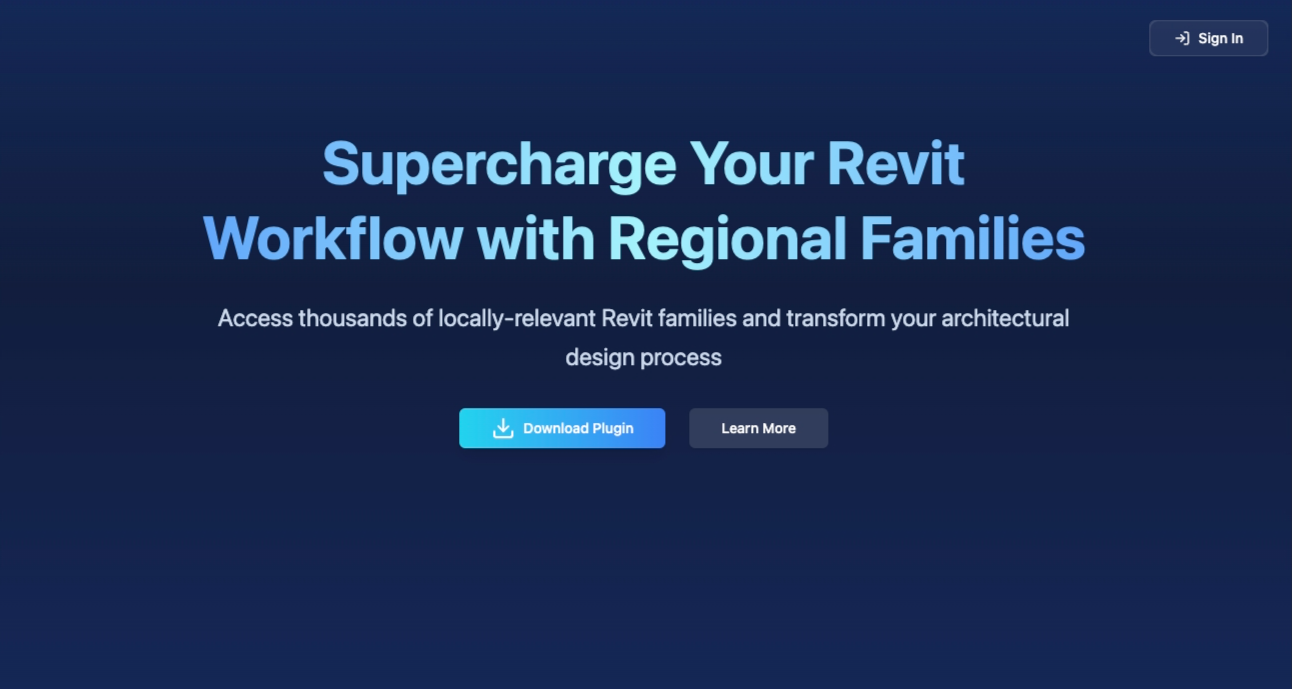 Sign In
Supercharge Your Revit
Workflow with Regional Families
Access thousands of locally-relevant Revit families and transform your architectural
design process
Download Plugin
Learn More